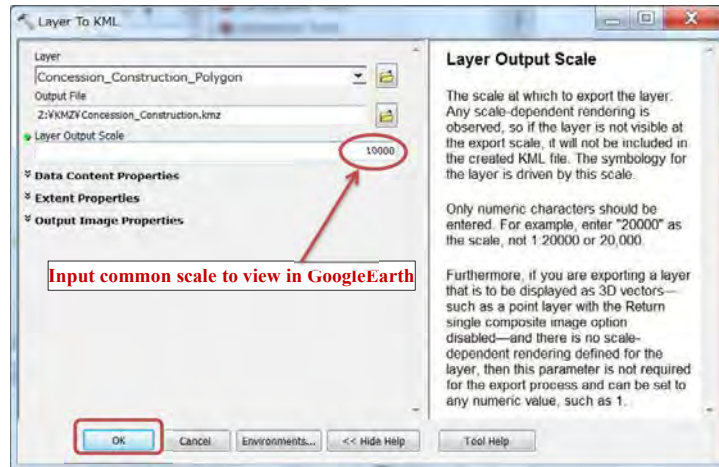 Layer To KML
Layer
Concession_Construction_Polygon
Output File
Z:¥KMZ¥Concession_Construction.kmz
Layer Output Scale
10000
Data Content Properties
Extent Properties
Output Image Properties
Input common scale to view in GoogleEarth
OK
Cancel
Environments...
<< Hide Help
Layer Output Scale
The scale at which to export the layer.
Any scale-dependent rendering is
observed, so if the layer is not visible at
the export scale, it will not be included in
the created KML file. The symbology for
the layer is driven by this scale.
Only numeric characters should be
entered. For example, enter "20000" as
the scale, not 1:20000 or 20,000.
Furthermore, if you are exporting a layer
that is to be displayed as 3D vectors—
such as a point layer with the Return
single composite image option
disabled—and there is no scale-
dependent rendering defined for the
layer, then this parameter is not required
for the export process and can be set to
any numeric value, such as 1.
Tool Help